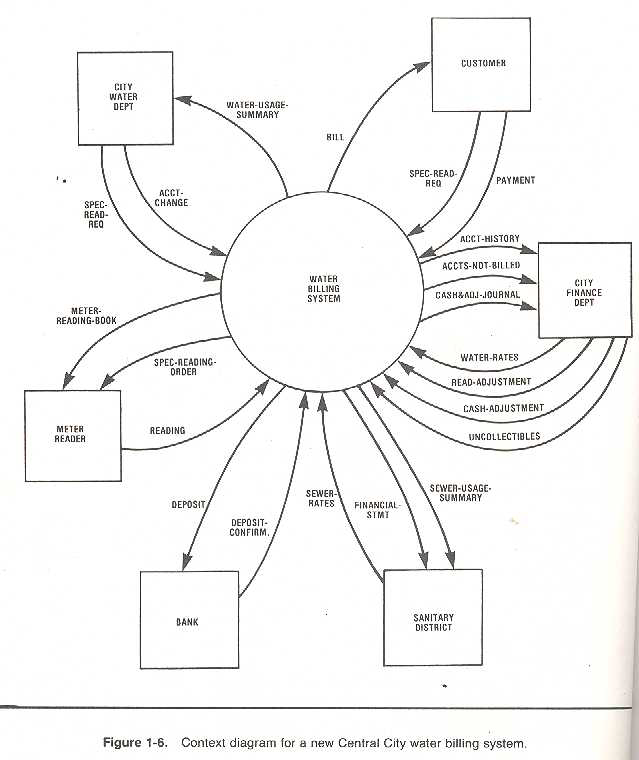 CITY
WATER
DEPT
CUSTOMER
WATER-USAGE-
SUMMARY
BILL
SPEC-READ-
REQ
PAYMENT
SPEC-
READ-
REQ
ACCT-
CHANGE
ACCT-HISTORY
ACCTS-NOT-BILLED
CASH&ADJ-JOURNAL
CITY
FINANCE
DEPT
WATER
BILLING
SYSTEM
METER-
READING-BOOK
SPEC-READING-
ORDER
WATER-RATES
READ-ADJUSTMENT
CASH-ADJUSTMENT
UNCOLLECTIBLES
METER
READER
READING
DEPOSIT
DEPOSIT-
CONFIRM.
SEWER-
RATES
FINANCIAL-
STMT
SEWER-USAGE-
SUMMARY
BANK
SANITARY
DISTRICT
Figure 1-6. Context diagram for a new Central City water billing system.